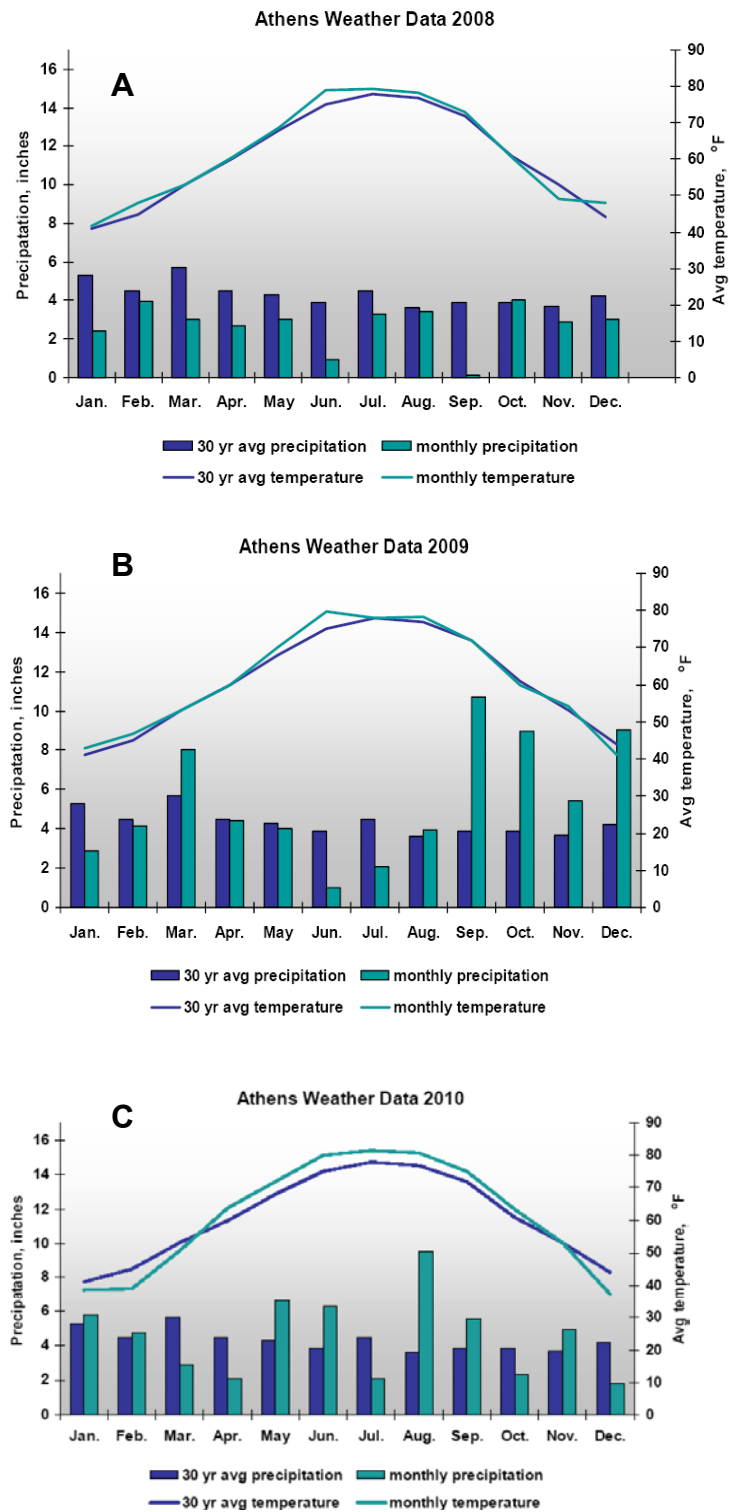 Athens Weather Data 2008
A
Precipatation, inches
16
14
12
10
8
6
4
2
0
90
80
70
60
50
40
30
20
10
0
Avg temperature, °F
Jan. Feb. Mar. Apr. May Jun. Jul. Aug. Sep. Oct. Nov. Dec.
30 yr avg precipitation monthly precipitation
30 yr avg temperature monthly temperature
Athens Weather Data 2009
B
Precipatation, inches
16
14
12
10
8
6
4
2
0
90
80
70
60
50
40
30
20
10
0
Avg temperature, °F
Jan. Feb. Mar. Apr. May Jun. Jul. Aug. Sep. Oct. Nov. Dec.
30 yr avg precipitation monthly precipitation
30 yr avg temperature monthly temperature
Athens Weather Data 2010
C
Precipatation, inches
16
14
12
10
8
6
4
2
0
90
80
70
60
50
40
30
20
10
0
Avg temperature, °F
Jan. Feb. Mar. Apr. May Jun. Jul. Aug. Sep. Oct. Nov. Dec.
30 yr avg precipitation monthly precipitation
30 yr avg temperature monthly temperature